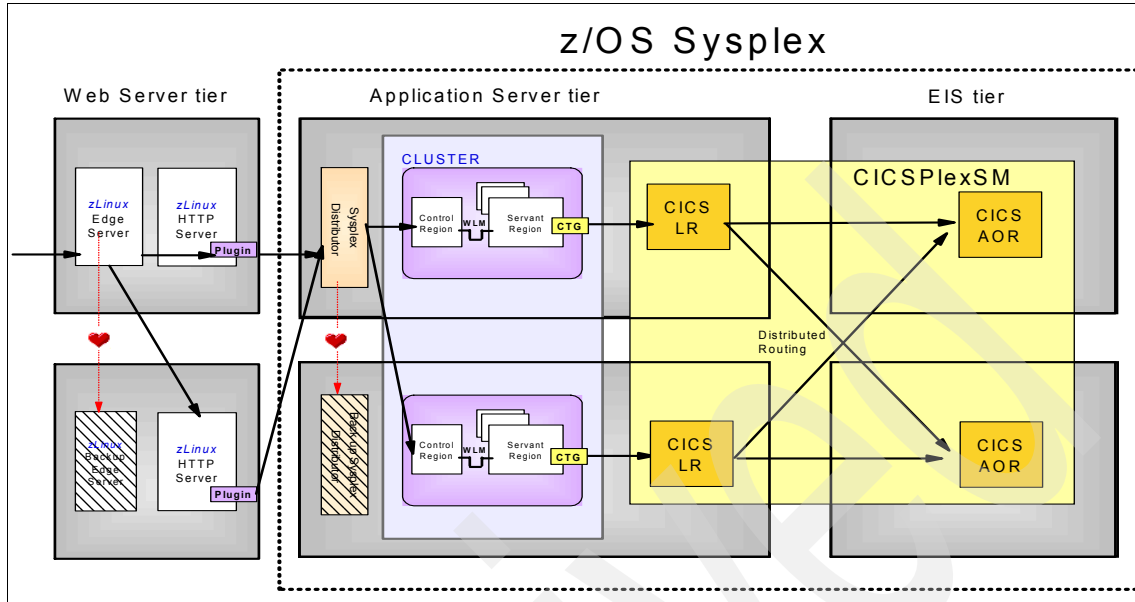 z/OS Sysplex
Web Server tier
Application Server tier
EIS tier
zLinux
Edge
Server
zLinux
HTTP
Server
Plugin
Sysplex
Distributor
CLUSTER
Control
Region
WLM
Servant
Region
CTG
CICS
LR
CICSPlexSM
CICS
AOR
Distributed
Routing
zLinux
Backup
Edge
Server
zLinux
HTTP
Server
Plugin
Backup Sysplex
Distributor
Control
Region
WLM
Servant
Region
CTG
CICS
LR
CICS
AOR